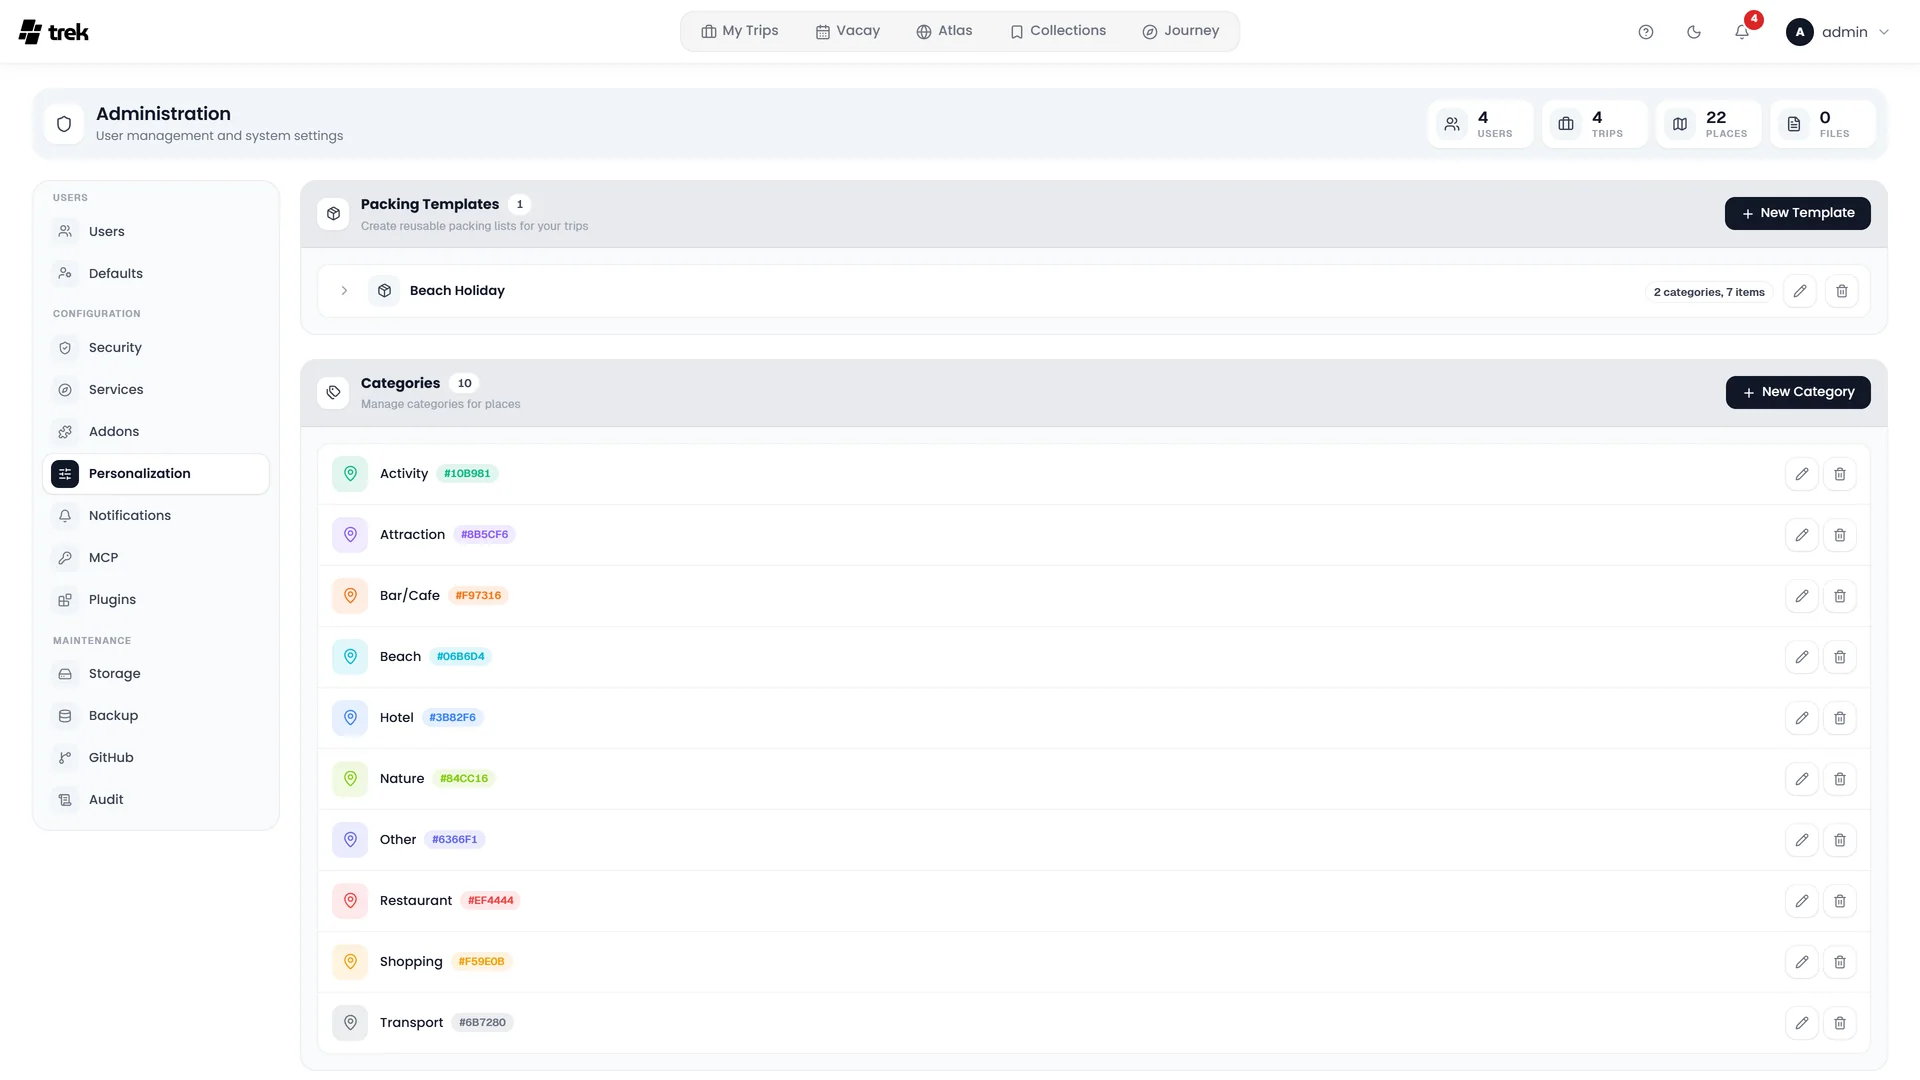 trek
My Trips
Vacay
Atlas
Collections
Journey
4
A
admin
Administration
User management and system settings
4
USERS
4
TRIPS
22
PLACES
0
FILES
USERS
Users
Defaults
CONFIGURATION
Security
Services
Addons
Personalization
Notifications
MCP
Plugins
MAINTENANCE
Storage
Backup
GitHub
Audit
Packing Templates 1
Create reusable packing lists for your trips
+ New Template
Beach Holiday
2 categories, 7 items
Categories 10
Manage categories for places
+ New Category
Activity #10B981
Attraction #8B5CF6
Bar/Cafe #F97316
Beach #06B6D4
Hotel #3B82F6
Nature #84CC16
Other #6366F1
Restaurant #EF4444
Shopping #F59E0B
Transport #6B7280